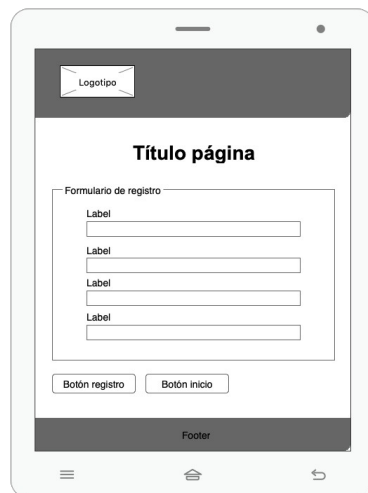 Logotipo
Título página
Formulario de registro
Label
Label
Label
Label
Botón registro Botón inicio
Footer